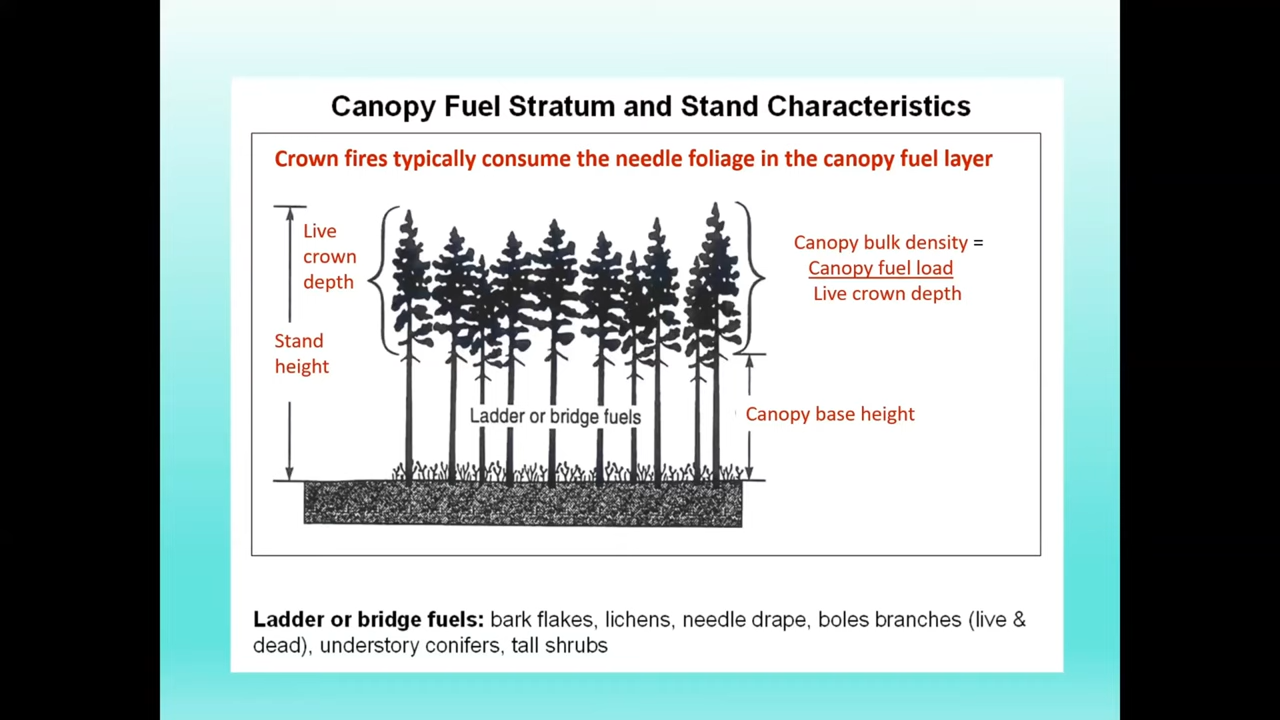 Canopy Fuel Stratum and Stand Characteristics
Crown fires typically consume the needle foliage in the canopy fuel layer
Live
crown
depth
Stand
height
Canopy bulk density =
Canopy fuel load
Live crown depth
Ladder or bridge fuels
Canopy base height
Ladder or bridge fuels: bark flakes, lichens, needle drape, boles branches (live &
dead), understory conifers, tall shrubs